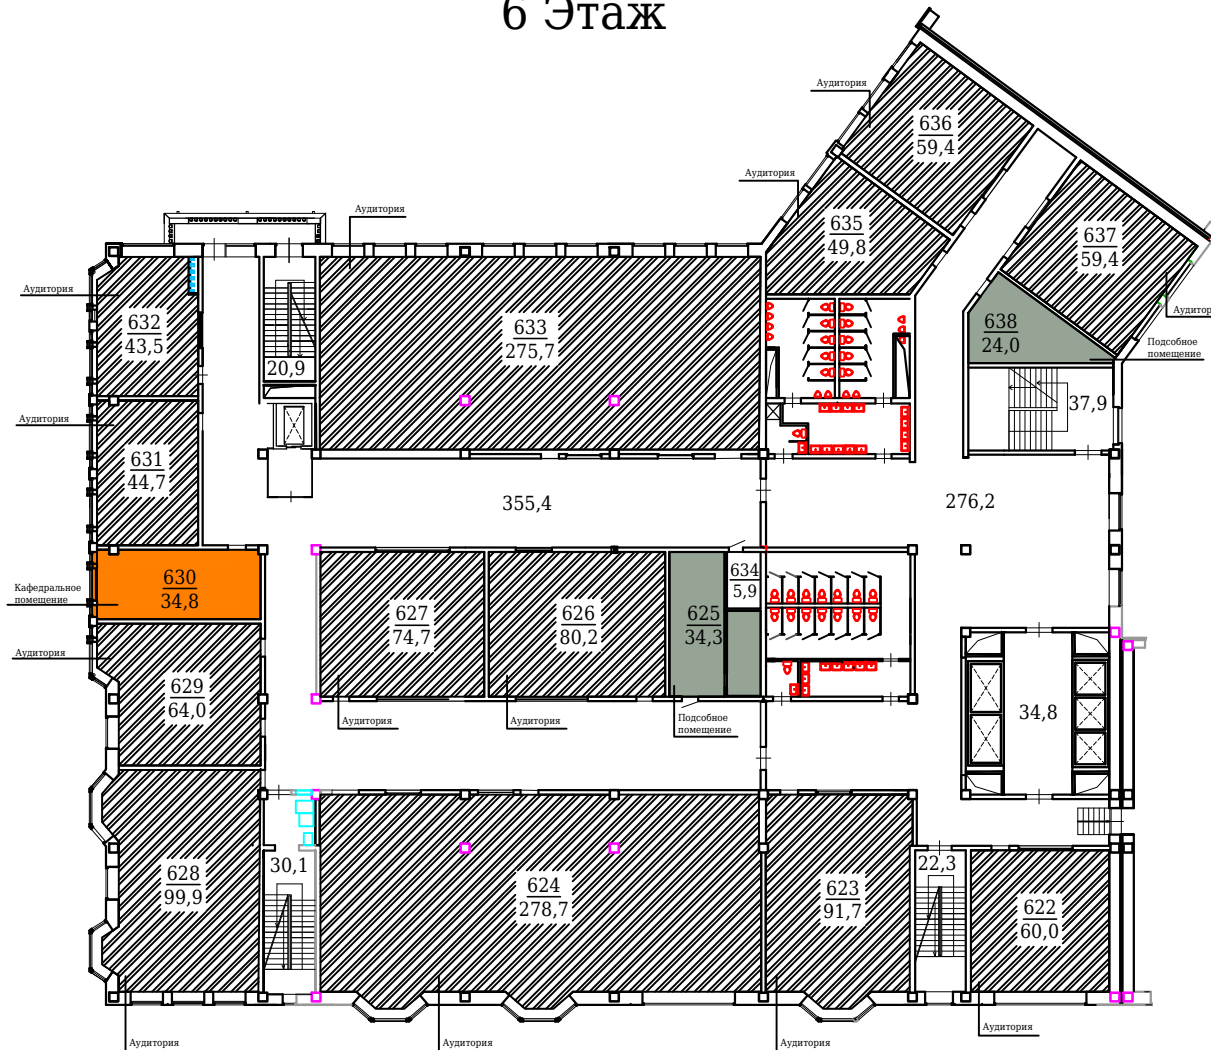 6 Этаж
Аудитория
636
59,4
Аудитория
Аудитория
635
49,8
637
59,4
Аудитория
632
43,5
633
275,7
638
24,0
Подсобное
помещение
20,9
37,9
Аудитория
631
44,7
355,4
276,2
Кафедральное
помещение
630
34,8
627
74,7
626
80,2
625
34,3
634
5,9
Аудитория
629
64,0
Аудитория
Аудитория
Подсобное
помещение
34,8
628
99,9
30,1
624
278,7
623
91,7
22,3
622
60,0
Аудитория
Аудитория
Аудитория
Аудитория